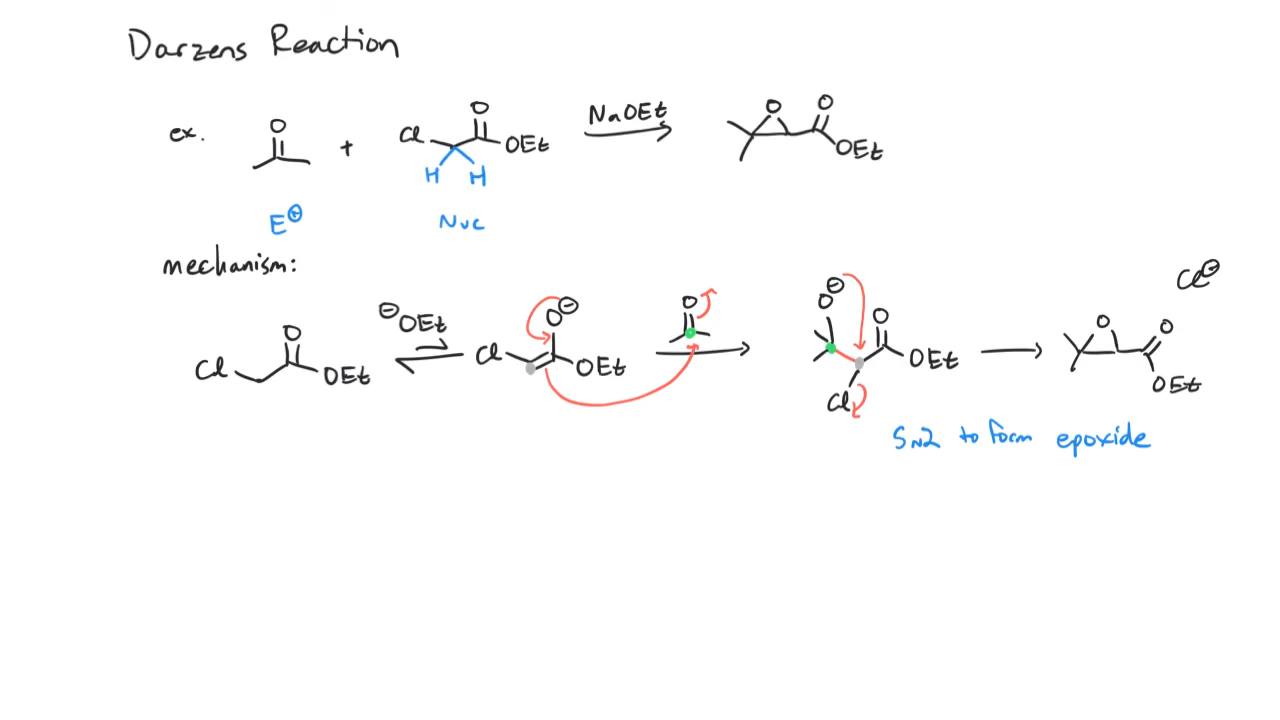 Darzens Reaction
ex. O + Cl O OEt H H NaOEt O O OEt
E⊕ Nuc
mechanism:
Cl O OEt ⊖OEt Cl O⊖ OEt O O⊖ O OEt Cl O O OEt Cl⊖
SN2 to form epoxide